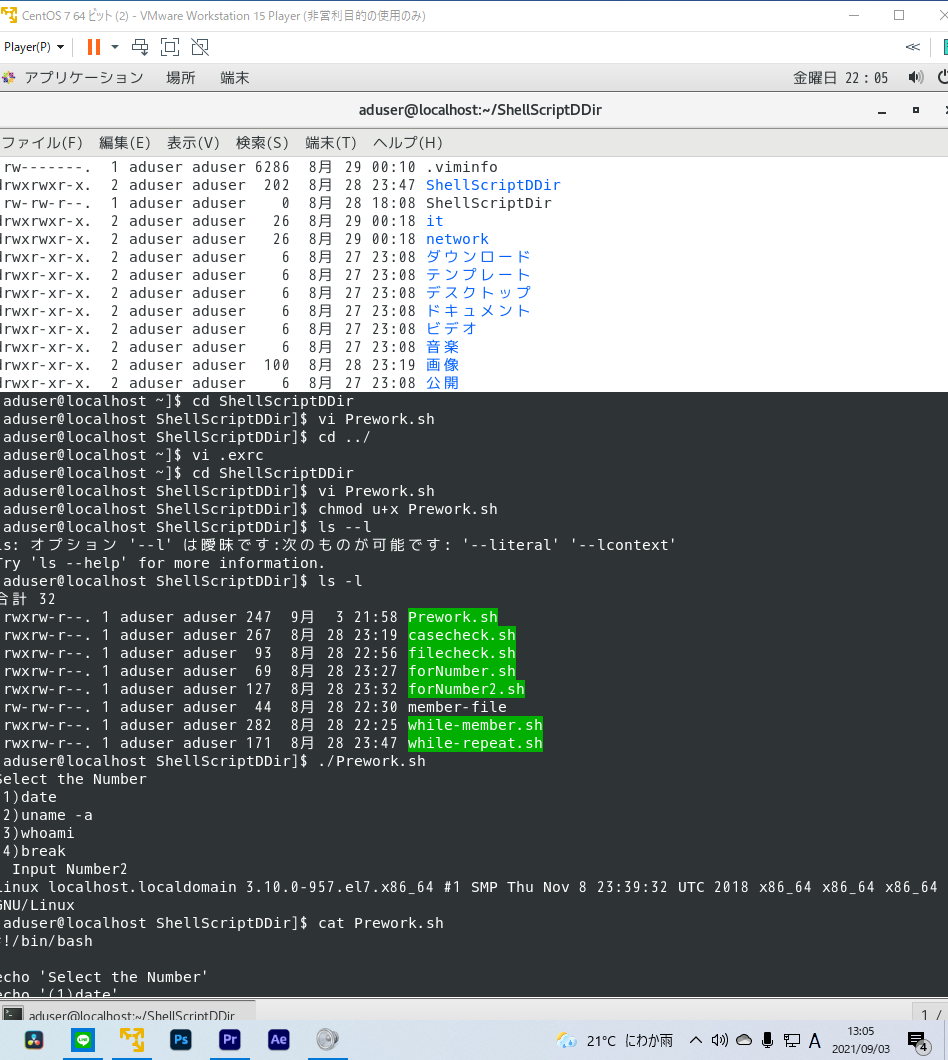 CentOS 7 64 ビット (2) - VMware Workstation 15 Player (非営利目的の使用のみ)
Player(P)
アプリケーション 場所 端末 金曜日 22：05
aduser@localhost:~/ShellScriptDDir
ファイル(F) 編集(E) 表示(V) 検索(S) 端末(T) ヘルプ(H)
rw-------. 1 aduser aduser 6286 8月 29 00:10 .viminfo
drwxrwxr-x. 2 aduser aduser 202 8月 28 23:47 ShellScriptDDir
rw-rw-r--. 1 aduser aduser 0 8月 28 18:08 ShellScriptDir
drwxrwxr-x. 2 aduser aduser 26 8月 29 00:18 it
drwxrwxr-x. 2 aduser aduser 26 8月 29 00:18 network
drwxr-xr-x. 2 aduser aduser 6 8月 27 23:08 ダウンロード
drwxr-xr-x. 2 aduser aduser 6 8月 27 23:08 テンプレート
drwxr-xr-x. 2 aduser aduser 6 8月 27 23:08 デスクトップ
drwxr-xr-x. 2 aduser aduser 6 8月 27 23:08 ドキュメント
drwxr-xr-x. 2 aduser aduser 6 8月 27 23:08 ビデオ
drwxr-xr-x. 2 aduser aduser 6 8月 27 23:08 音楽
drwxr-xr-x. 2 aduser aduser 100 8月 28 23:19 画像
drwxr-xr-x. 2 aduser aduser 6 8月 27 23:08 公開
aduser@localhost ~]$ cd ShellScriptDDir
aduser@localhost ShellScriptDDir]$ vi Prework.sh
aduser@localhost ShellScriptDDir]$ cd ../
aduser@localhost ~]$ vi .exrc
aduser@localhost ~]$ cd ShellScriptDDir
aduser@localhost ShellScriptDDir]$ vi Prework.sh
aduser@localhost ShellScriptDDir]$ chmod u+x Prework.sh
aduser@localhost ShellScriptDDir]$ ls --l
ls: オプション '--l' は曖昧です:次のものが可能です: '--literal' '--lcontext'
Try 'ls --help' for more information.
aduser@localhost ShellScriptDDir]$ ls -l
合計 32
rwxrw-r--. 1 aduser aduser 247 9月 3 21:58 Prework.sh
rwxrw-r--. 1 aduser aduser 267 8月 28 23:19 casecheck.sh
rwxrw-r--. 1 aduser aduser 93 8月 28 22:56 filecheck.sh
rwxrw-r--. 1 aduser aduser 69 8月 28 23:27 forNumber.sh
rwxrw-r--. 1 aduser aduser 127 8月 28 23:32 forNumber2.sh
rw-rw-r--. 1 aduser aduser 44 8月 28 22:30 member-file
rwxrw-r--. 1 aduser aduser 282 8月 28 22:25 while-member.sh
rwxrw-r--. 1 aduser aduser 171 8月 28 23:47 while-repeat.sh
aduser@localhost ShellScriptDDir]$ ./Prework.sh
Select the Number
1)date
2)uname -a
3)whoami
4)break
Input Number2
Linux localhost.localdomain 3.10.0-957.el7.x86_64 #1 SMP Thu Nov 8 23:39:32 UTC 2018 x86_64 x86_64 x86_64
GNU/Linux
aduser@localhost ShellScriptDDir]$ cat Prework.sh
#!/bin/bash
echo 'Select the Number'
echo '(1)date'
aduser@localhost:~/ShellScriptDDir 1 /
LINE Ps Pr Ae 21°C にわか雨 A 13:05
2021/09/03 4